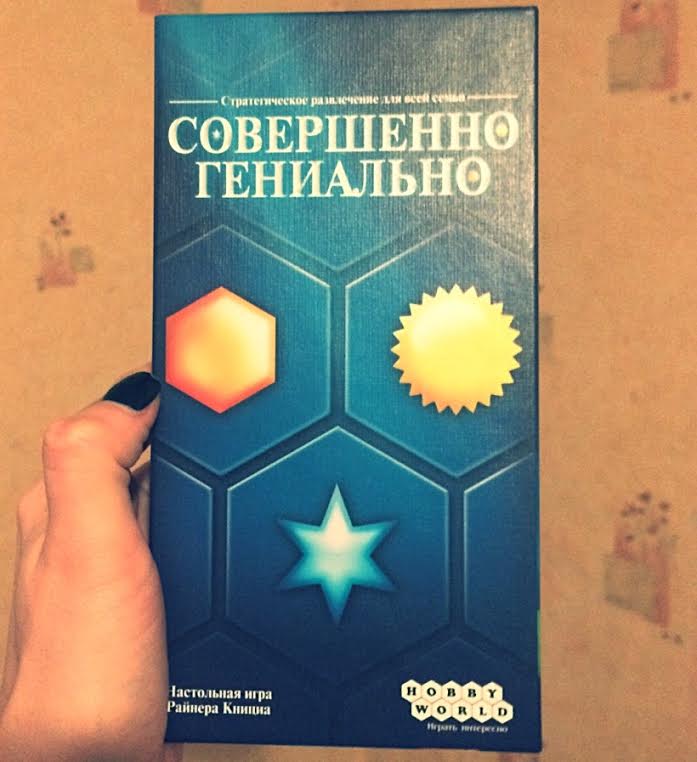 Стратегическое развлечение для всей семьи
СОВЕРШЕННО
ГЕНИАЛЬНО
Настольная игра
Райнера Книциа
HOBBY
WORLD
Играть интересно